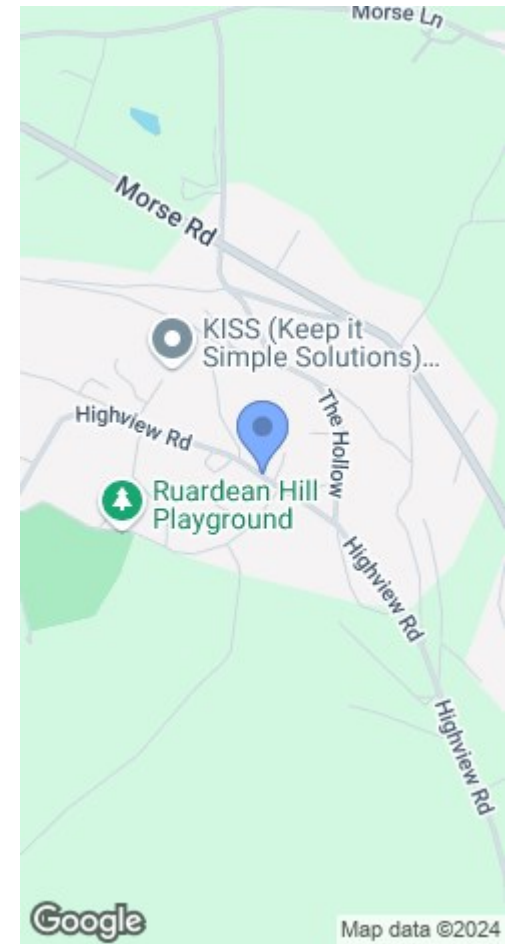 Morse Ln
Morse Rd
KISS (Keep it
Simple Solutions)...
The Hollow
Highview Rd
Ruardean Hill
Playground
Highview Rd
Highview Rd
Google
Map data ©2024